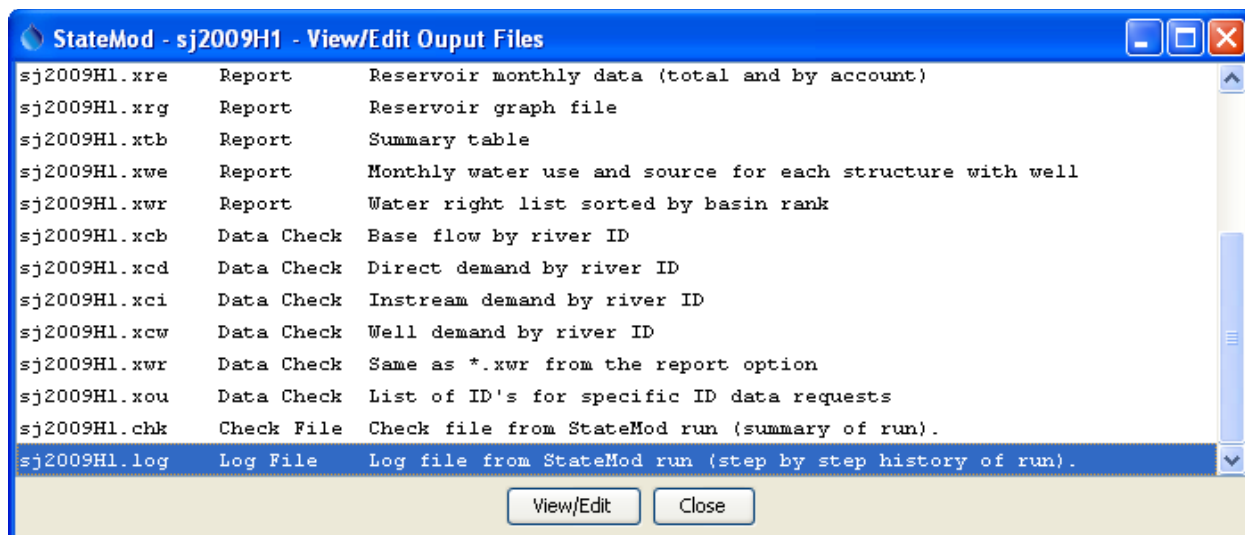 StateMod - sj2009H1 - View/Edit Ouput Files
sj2009H1.xre Report Reservoir monthly data (total and by account)
sj2009H1.xrg Report Reservoir graph file
sj2009H1.xtb Report Summary table
sj2009H1.xwe Report Monthly water use and source for each structure with well
sj2009H1.xwr Report Water right list sorted by basin rank
sj2009H1.xcb Data Check Base flow by river ID
sj2009H1.xcd Data Check Direct demand by river ID
sj2009H1.xci Data Check Instream demand by river ID
sj2009H1.xcw Data Check Well demand by river ID
sj2009H1.xwr Data Check Same as *.xwr from the report option
sj2009H1.xou Data Check List of ID's for specific ID data requests
sj2009H1.chk Check File Check file from StateMod run (summary of run).
sj2009H1.log Log File Log file from StateMod run (step by step history of run).
View/Edit Close